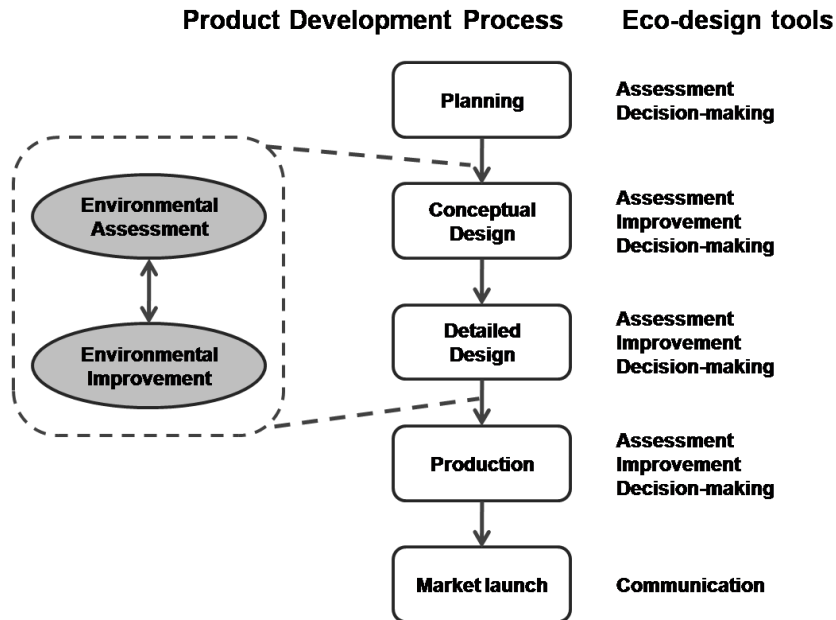 Product Development Process
Eco-design tools
Planning
Assessment
Decision-making
Environmental
Assessment
Conceptual
Design
Assessment
Improvement
Decision-making
Environmental
Improvement
Detailed
Design
Assessment
Improvement
Decision-making
Production
Assessment
Improvement
Decision-making
Market launch
Communication